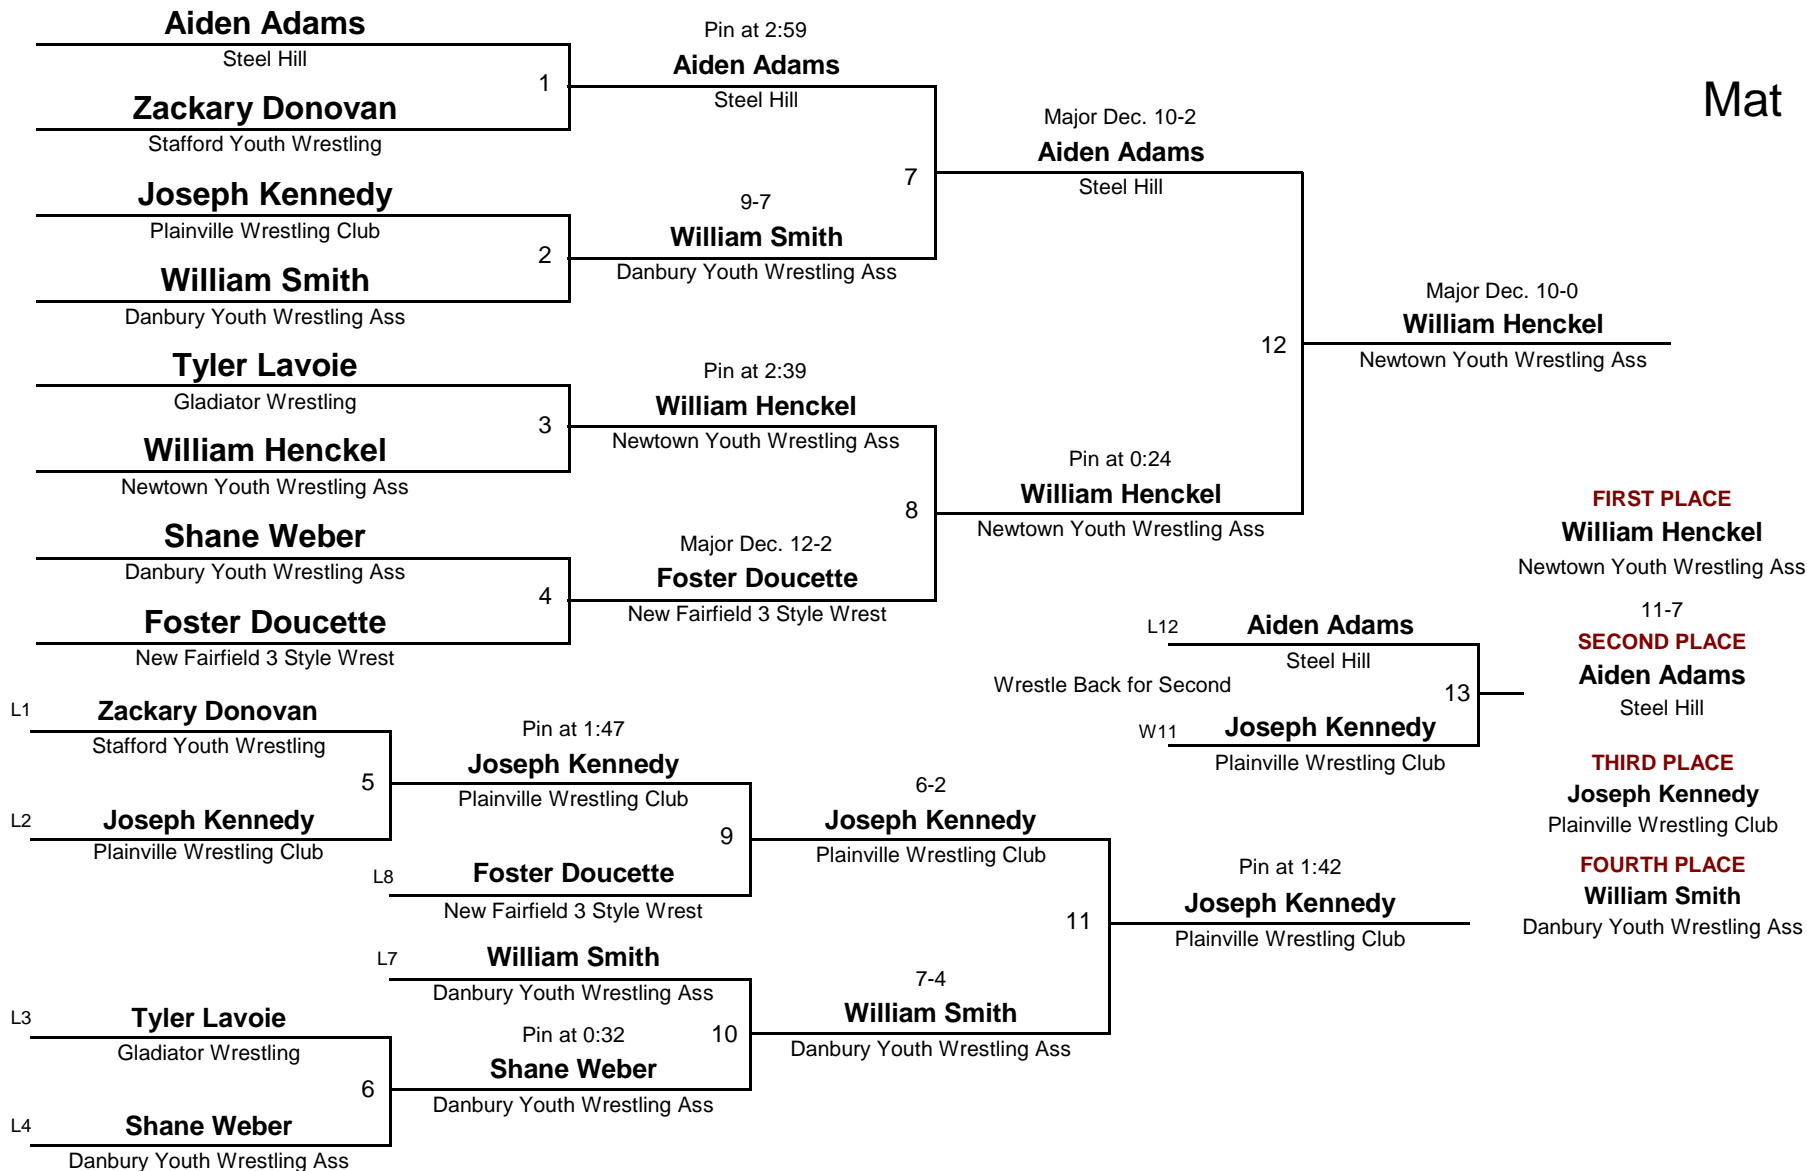 Mat
Aiden Adams
Steel Hill
1
Zackary Donovan
Stafford Youth Wrestling
Joseph Kennedy
Plainville Wrestling Club
2
William Smith
Danbury Youth Wrestling Ass
Tyler Lavoie
Gladiator Wrestling
3
William Henckel
Newtown Youth Wrestling Ass
Shane Weber
Danbury Youth Wrestling Ass
4
Foster Doucette
New Fairfield 3 Style Wrest
Pin at 2:59
Aiden Adams
Steel Hill
7
9-7
William Smith
Danbury Youth Wrestling Ass
Pin at 2:39
William Henckel
Newtown Youth Wrestling Ass
8
Major Dec. 12-2
Foster Doucette
New Fairfield 3 Style Wrest
Major Dec. 10-2
Aiden Adams
Steel Hill
12
Pin at 0:24
William Henckel
Newtown Youth Wrestling Ass
Major Dec. 10-0
William Henckel
Newtown Youth Wrestling Ass
L1
Zackary Donovan
Stafford Youth Wrestling
5
L2
Joseph Kennedy
Plainville Wrestling Club
L3
Tyler Lavoie
Gladiator Wrestling
6
L4
Shane Weber
Danbury Youth Wrestling Ass
Pin at 1:47
Joseph Kennedy
Plainville Wrestling Club
9
L8
Foster Doucette
New Fairfield 3 Style Wrest
L7
William Smith
Danbury Youth Wrestling Ass
10
Pin at 0:32
Shane Weber
Danbury Youth Wrestling Ass
6-2
Joseph Kennedy
Plainville Wrestling Club
11
7-4
William Smith
Danbury Youth Wrestling Ass
Pin at 1:42
Joseph Kennedy
Plainville Wrestling Club
L12
Aiden Adams
Steel Hill
Wrestle Back for Second
13
W11
Joseph Kennedy
Plainville Wrestling Club
FIRST PLACE
William Henckel
Newtown Youth Wrestling Ass
11-7
SECOND PLACE
Aiden Adams
Steel Hill
THIRD PLACE
Joseph Kennedy
Plainville Wrestling Club
FOURTH PLACE
William Smith
Danbury Youth Wrestling Ass